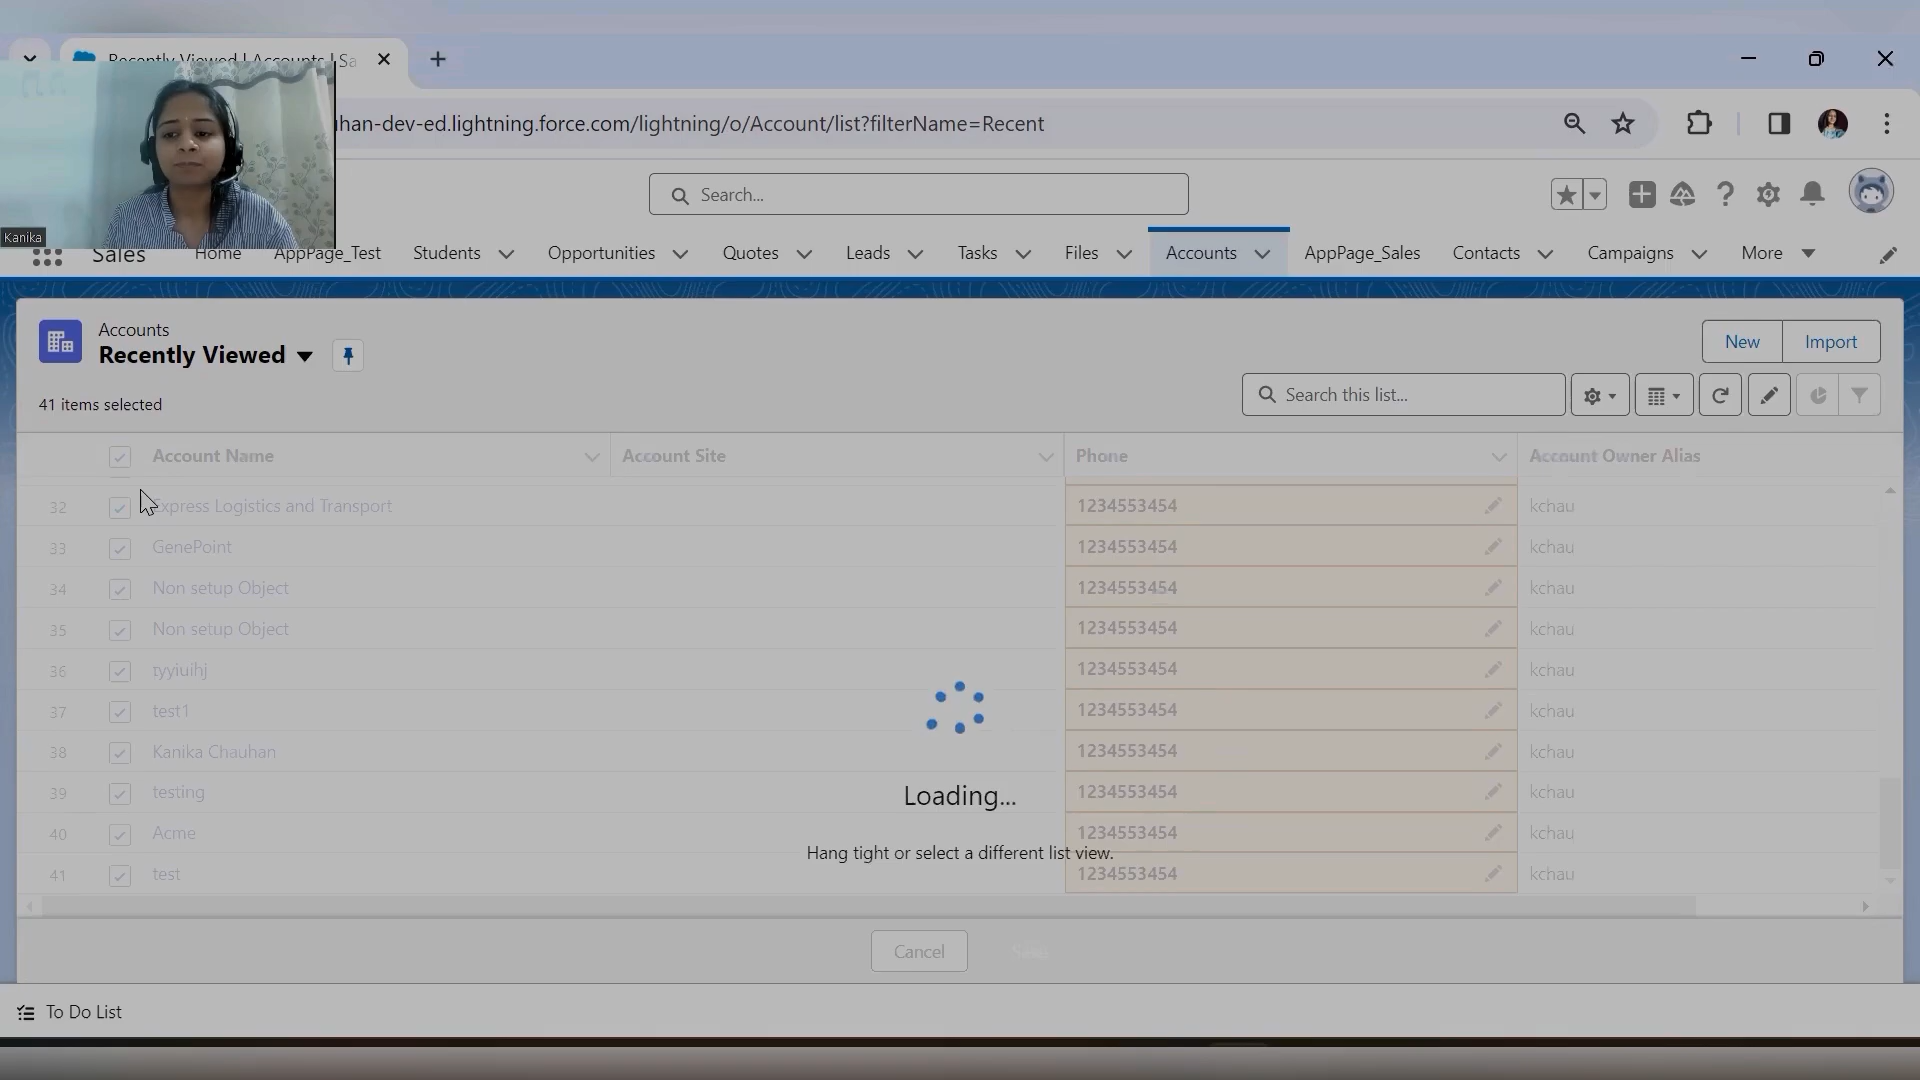 Recently Viewed | Accounts | Sa
Kanika
han-dev-ed.lightning.force.com/lightning/o/Account/list?filterName=Recent
Search...
Sales Home AppPage_Test Students Opportunities Quotes Leads Tasks Files Accounts AppPage_Sales Contacts Campaigns More
Accounts
Recently Viewed
New Import
41 items selected
Search this list...
Account Name Account Site Phone Account Owner Alias
32 Express Logistics and Transport 1234553454 kchau
33 GenePoint 1234553454 kchau
34 Non setup Object 1234553454 kchau
35 Non setup Object 1234553454 kchau
36 tyyiuihj 1234553454 kchau
37 test1 1234553454 kchau
38 Kanika Chauhan 1234553454 kchau
39 testing 1234553454 kchau
Loading...
40 Acme 1234553454 kchau
Hang tight or select a different list view.
41 test 1234553454 kchau
Cancel Save
To Do List